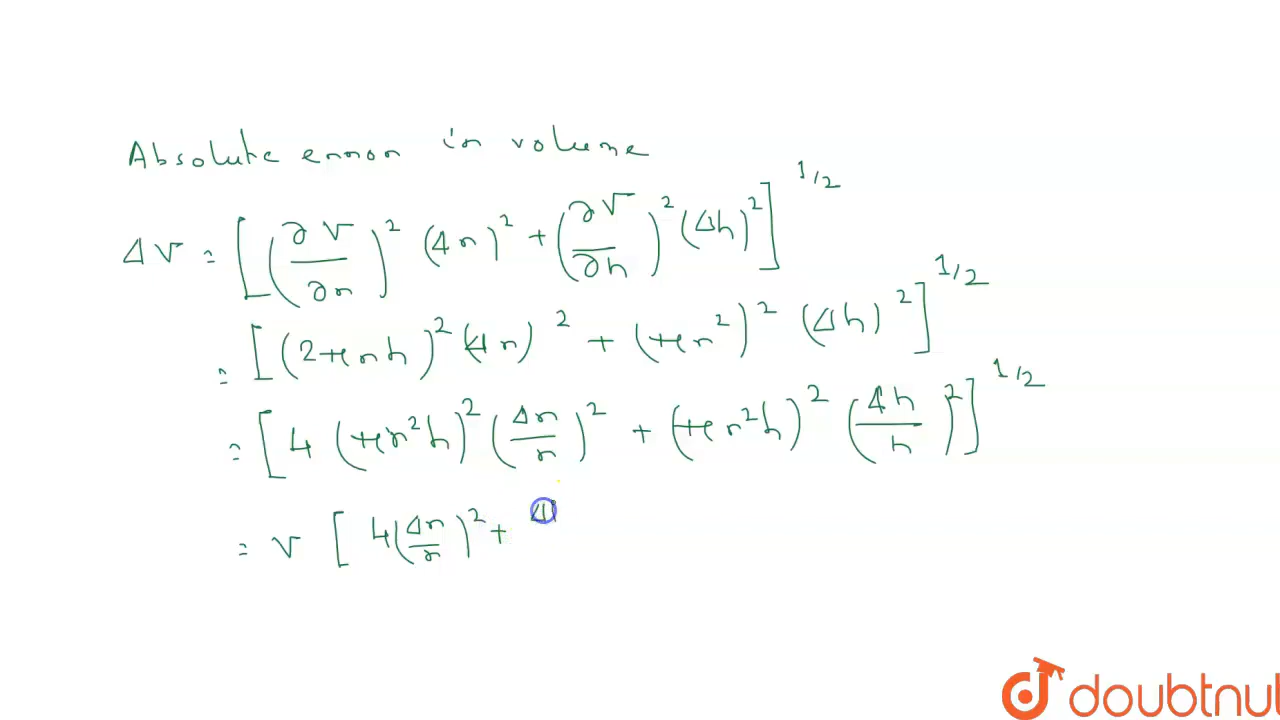 Absolute error in volume
ΔV = [(∂V/∂r)² (Δr)² + (∂V/∂h)² (Δh)²]^1/2
= [(2πrh)² (Δr)² + (πr²)² (Δh)²]^1/2
= [4 (πr²h)² (Δr/r)² + (πr²h)² (Δh/h)²]^1/2
= V [4(Δr/r)² + Δ
doubtnut